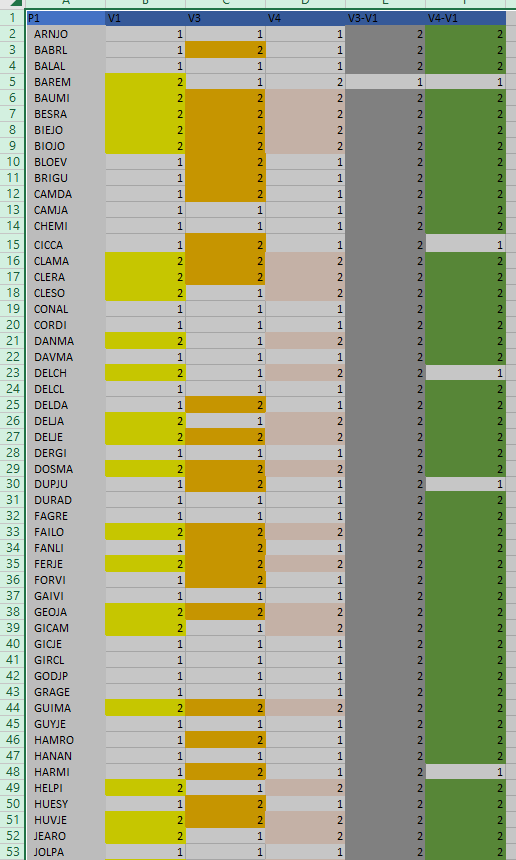 1 P1 V1 V3 V4 V3-V1 V4-V1
2 ARNJO 1 1 1 2 2
3 BABRL 1 2 1 2 2
4 BALAL 1 1 1 2 2
5 BAREM 2 1 2 1 1
6 BAUMI 2 2 2 2 2
7 BESRA 2 2 2 2 2
8 BIEJO 2 2 2 2 2
9 BIOJO 2 2 2 2 2
10 BLOEV 1 2 1 2 2
11 BRIGU 1 2 1 2 2
12 CAMDA 1 2 1 2 2
13 CAMJA 1 1 1 2 2
14 CHEMI 1 1 1 2 2
15 CICCA 1 2 1 2 1
16 CLAMA 2 2 2 2 2
17 CLERA 2 2 2 2 2
18 CLESO 2 1 2 2 2
19 CONAL 1 1 1 2 2
20 CORDI 1 1 1 2 2
21 DANMA 2 1 2 2 2
22 DAVMA 1 1 1 2 2
23 DELCH 2 1 2 2 1
24 DELCL 1 1 1 2 2
25 DELDA 1 2 1 2 2
26 DELJA 2 1 2 2 2
27 DELJE 2 2 2 2 2
28 DERGI 1 1 1 2 2
29 DOSMA 2 2 2 2 2
30 DUPJU 1 2 1 2 1
31 DURAD 1 1 1 2 2
32 FAGRE 1 1 1 2 2
33 FAILO 2 2 2 2 2
34 FANLI 1 2 1 2 2
35 FERJE 2 2 2 2 2
36 FORVI 1 2 1 2 2
37 GAIVI 1 1 1 2 2
38 GEOJA 2 2 2 2 2
39 GICAM 2 1 2 2 2
40 GICJE 1 1 1 2 2
41 GIRCL 1 1 1 2 2
42 GODJP 1 1 1 2 2
43 GRAGE 1 1 1 2 2
44 GUIMA 2 2 2 2 2
45 GUYJE 1 1 1 2 2
46 HAMRO 1 2 1 2 2
47 HANAN 1 1 1 2 2
48 HARMI 1 2 1 2 1
49 HELPI 2 1 2 2 2
50 HUESY 1 2 1 2 2
51 HUVJE 2 2 2 2 2
52 JEARO 2 1 2 2 2
53 JOLPA 1 1 1 2 2